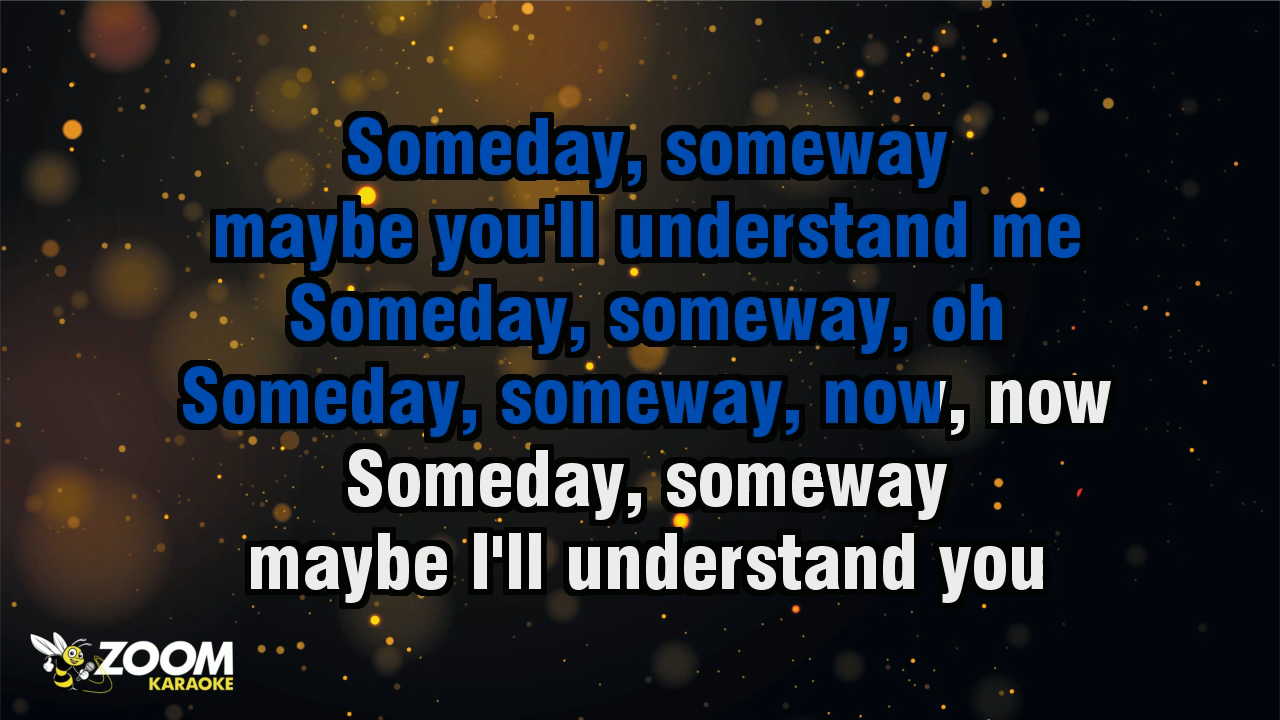 Someday, someway
maybe you'll understand me
Someday, someway, oh
Someday, someway, now, now
Someday, someway
maybe I'll understand you
ZOOM
KARAOKE